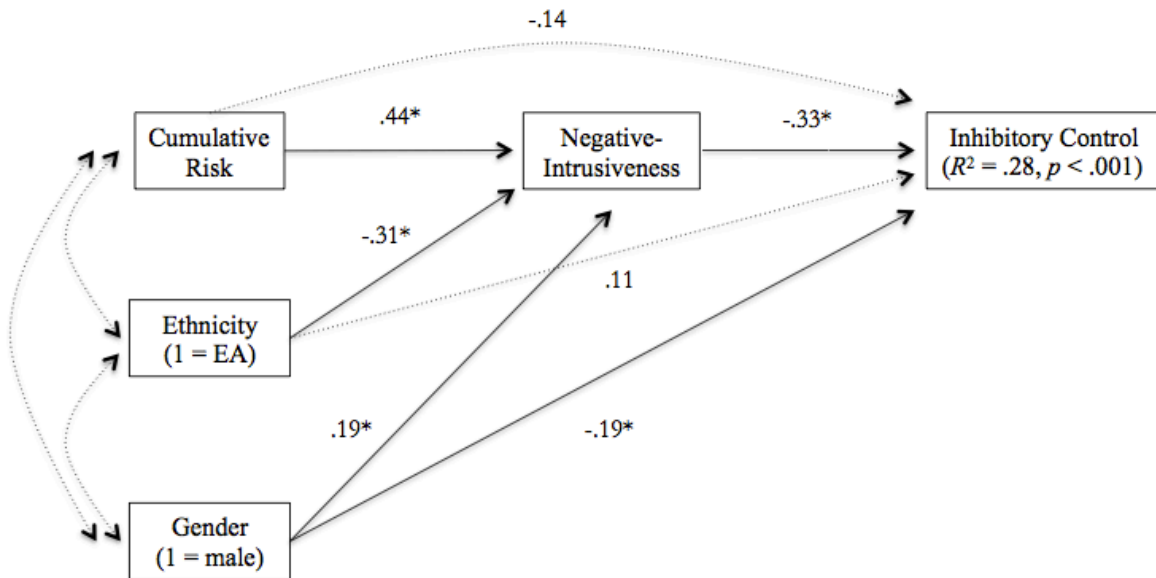 -.14
Cumulative
Risk
.44*
Negative-
Intrusiveness
-.33*
Inhibitory Control
(R² = .28, p < .001)
-.31*
.11
Ethnicity
(1 = EA)
.19*
-.19*
Gender
(1 = male)